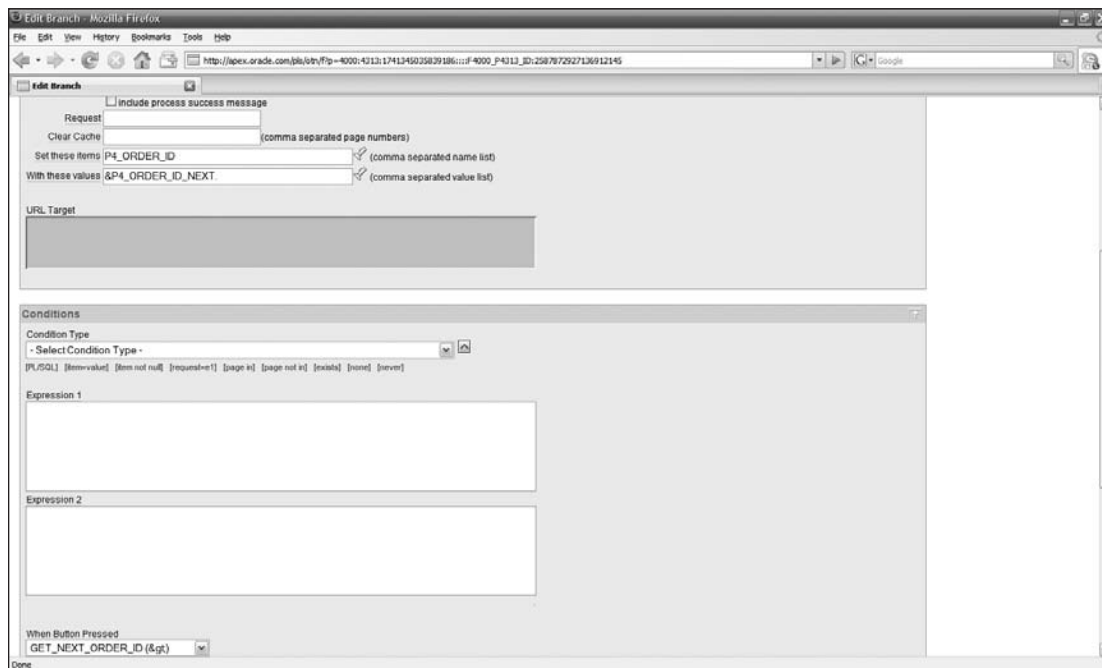 Edit Branch - Mozilla Firefox
File Edit View History Bookmarks Tools Help
http://apex.oracle.com/pls/otn/f?p=4000:4313:1741345035839186::::F4000_P4313_ID:2587872927136912145
Google
Edit Branch
include process success message
Request
Clear Cache (comma separated page numbers)
Set these items P4_ORDER_ID (comma separated name list)
With these values &P4_ORDER_ID_NEXT. (comma separated value list)
URL Target
Conditions
Condition Type
- Select Condition Type -
[PL/SQL] [item=value] [item not null] [request=e1] [page in] [page not in] [exists] [none] [never]
Expression 1
Expression 2
When Button Pressed
GET_NEXT_ORDER_ID (&gt)
Done